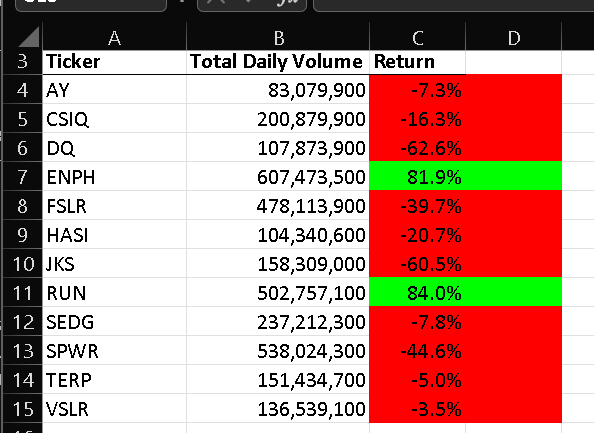 A B C D
3 Ticker Total Daily Volume Return
4 AY 83,079,900 -7.3%
5 CSIQ 200,879,900 -16.3%
6 DQ 107,873,900 -62.6%
7 ENPH 607,473,500 81.9%
8 FSLR 478,113,900 -39.7%
9 HASI 104,340,600 -20.7%
10 JKS 158,309,000 -60.5%
11 RUN 502,757,100 84.0%
12 SEDG 237,212,300 -7.8%
13 SPWR 538,024,300 -44.6%
14 TERP 151,434,700 -5.0%
15 VSLR 136,539,100 -3.5%